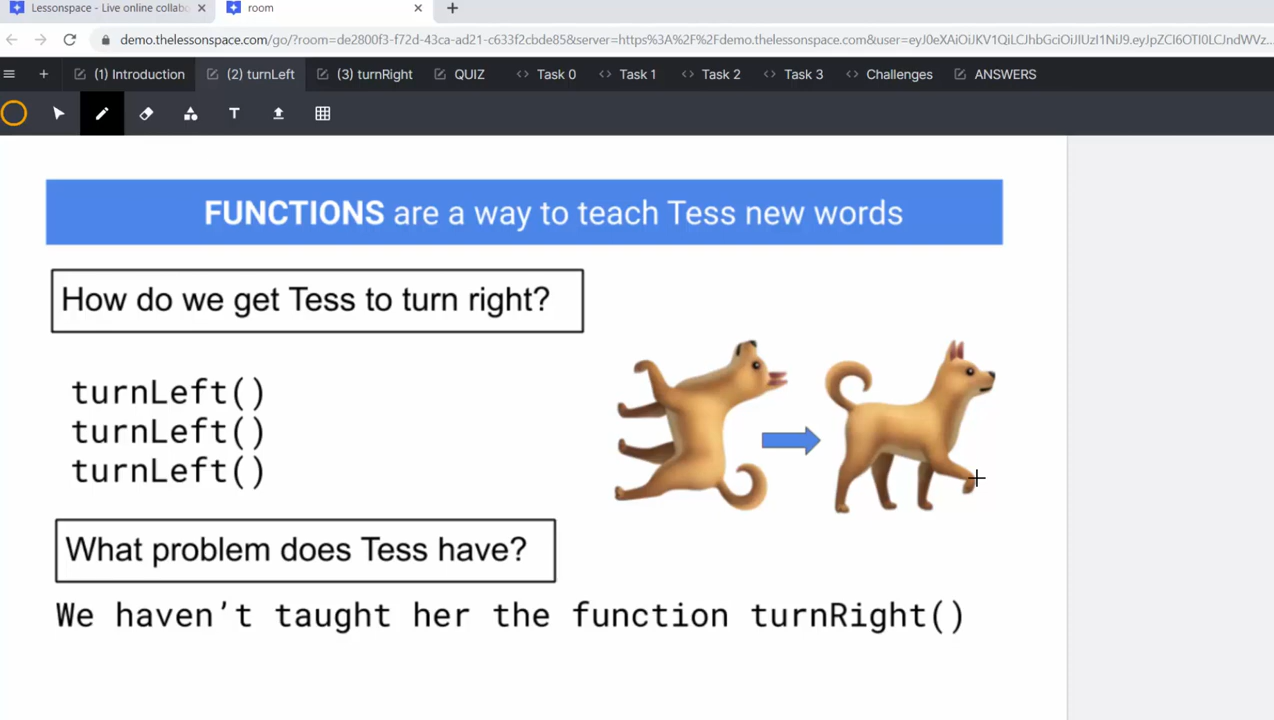 Lessonspace - Live online collab
room
demo.thelessonspace.com/go/?room=de2800f3-f72d-43ca-ad21-c633f2cbde85&server=https%3A%2F%2Fdemo.thelessonspace.com&user=eyJ0eXAiOiJKV1QiLCJhbGciOiJIUzI1NiJ9.eyJpZCI6OTI0LCJndWVz...
(1) Introduction
(2) turnLeft
(3) turnRight
QUIZ
Task 0
Task 1
Task 2
Task 3
Challenges
ANSWERS
T
FUNCTIONS are a way to teach Tess new words
How do we get Tess to turn right?
turnLeft()
turnLeft()
turnLeft()
What problem does Tess have?
We haven't taught her the function turnRight()